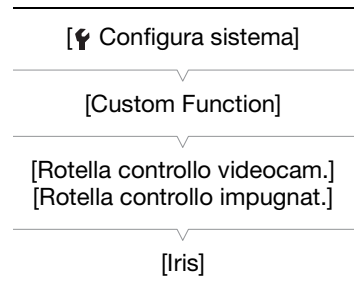 [ Configura sistema]
[Custom Function]
[Rotella controllo videocam.]
[Rotella controllo impugnat.]
[Iris]